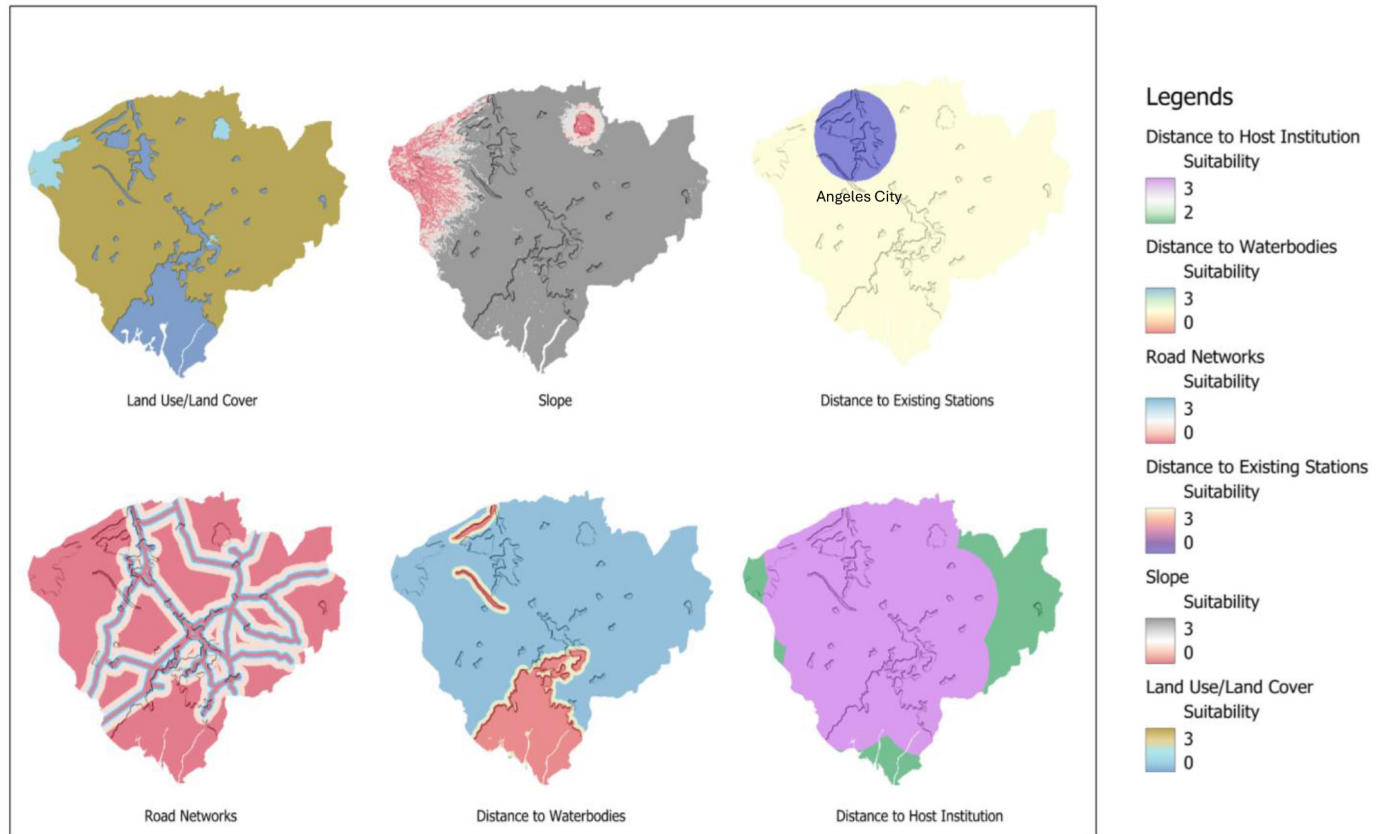 Angeles City
Land Use/Land Cover
Slope
Distance to Existing Stations
Road Networks
Distance to Waterbodies
Distance to Host Institution
Legends
Distance to Host Institution
Suitability
3
2
Distance to Waterbodies
Suitability
3
0
Road Networks
Suitability
3
0
Distance to Existing Stations
Suitability
3
0
Slope
Suitability
3
0
Land Use/Land Cover
Suitability
3
0